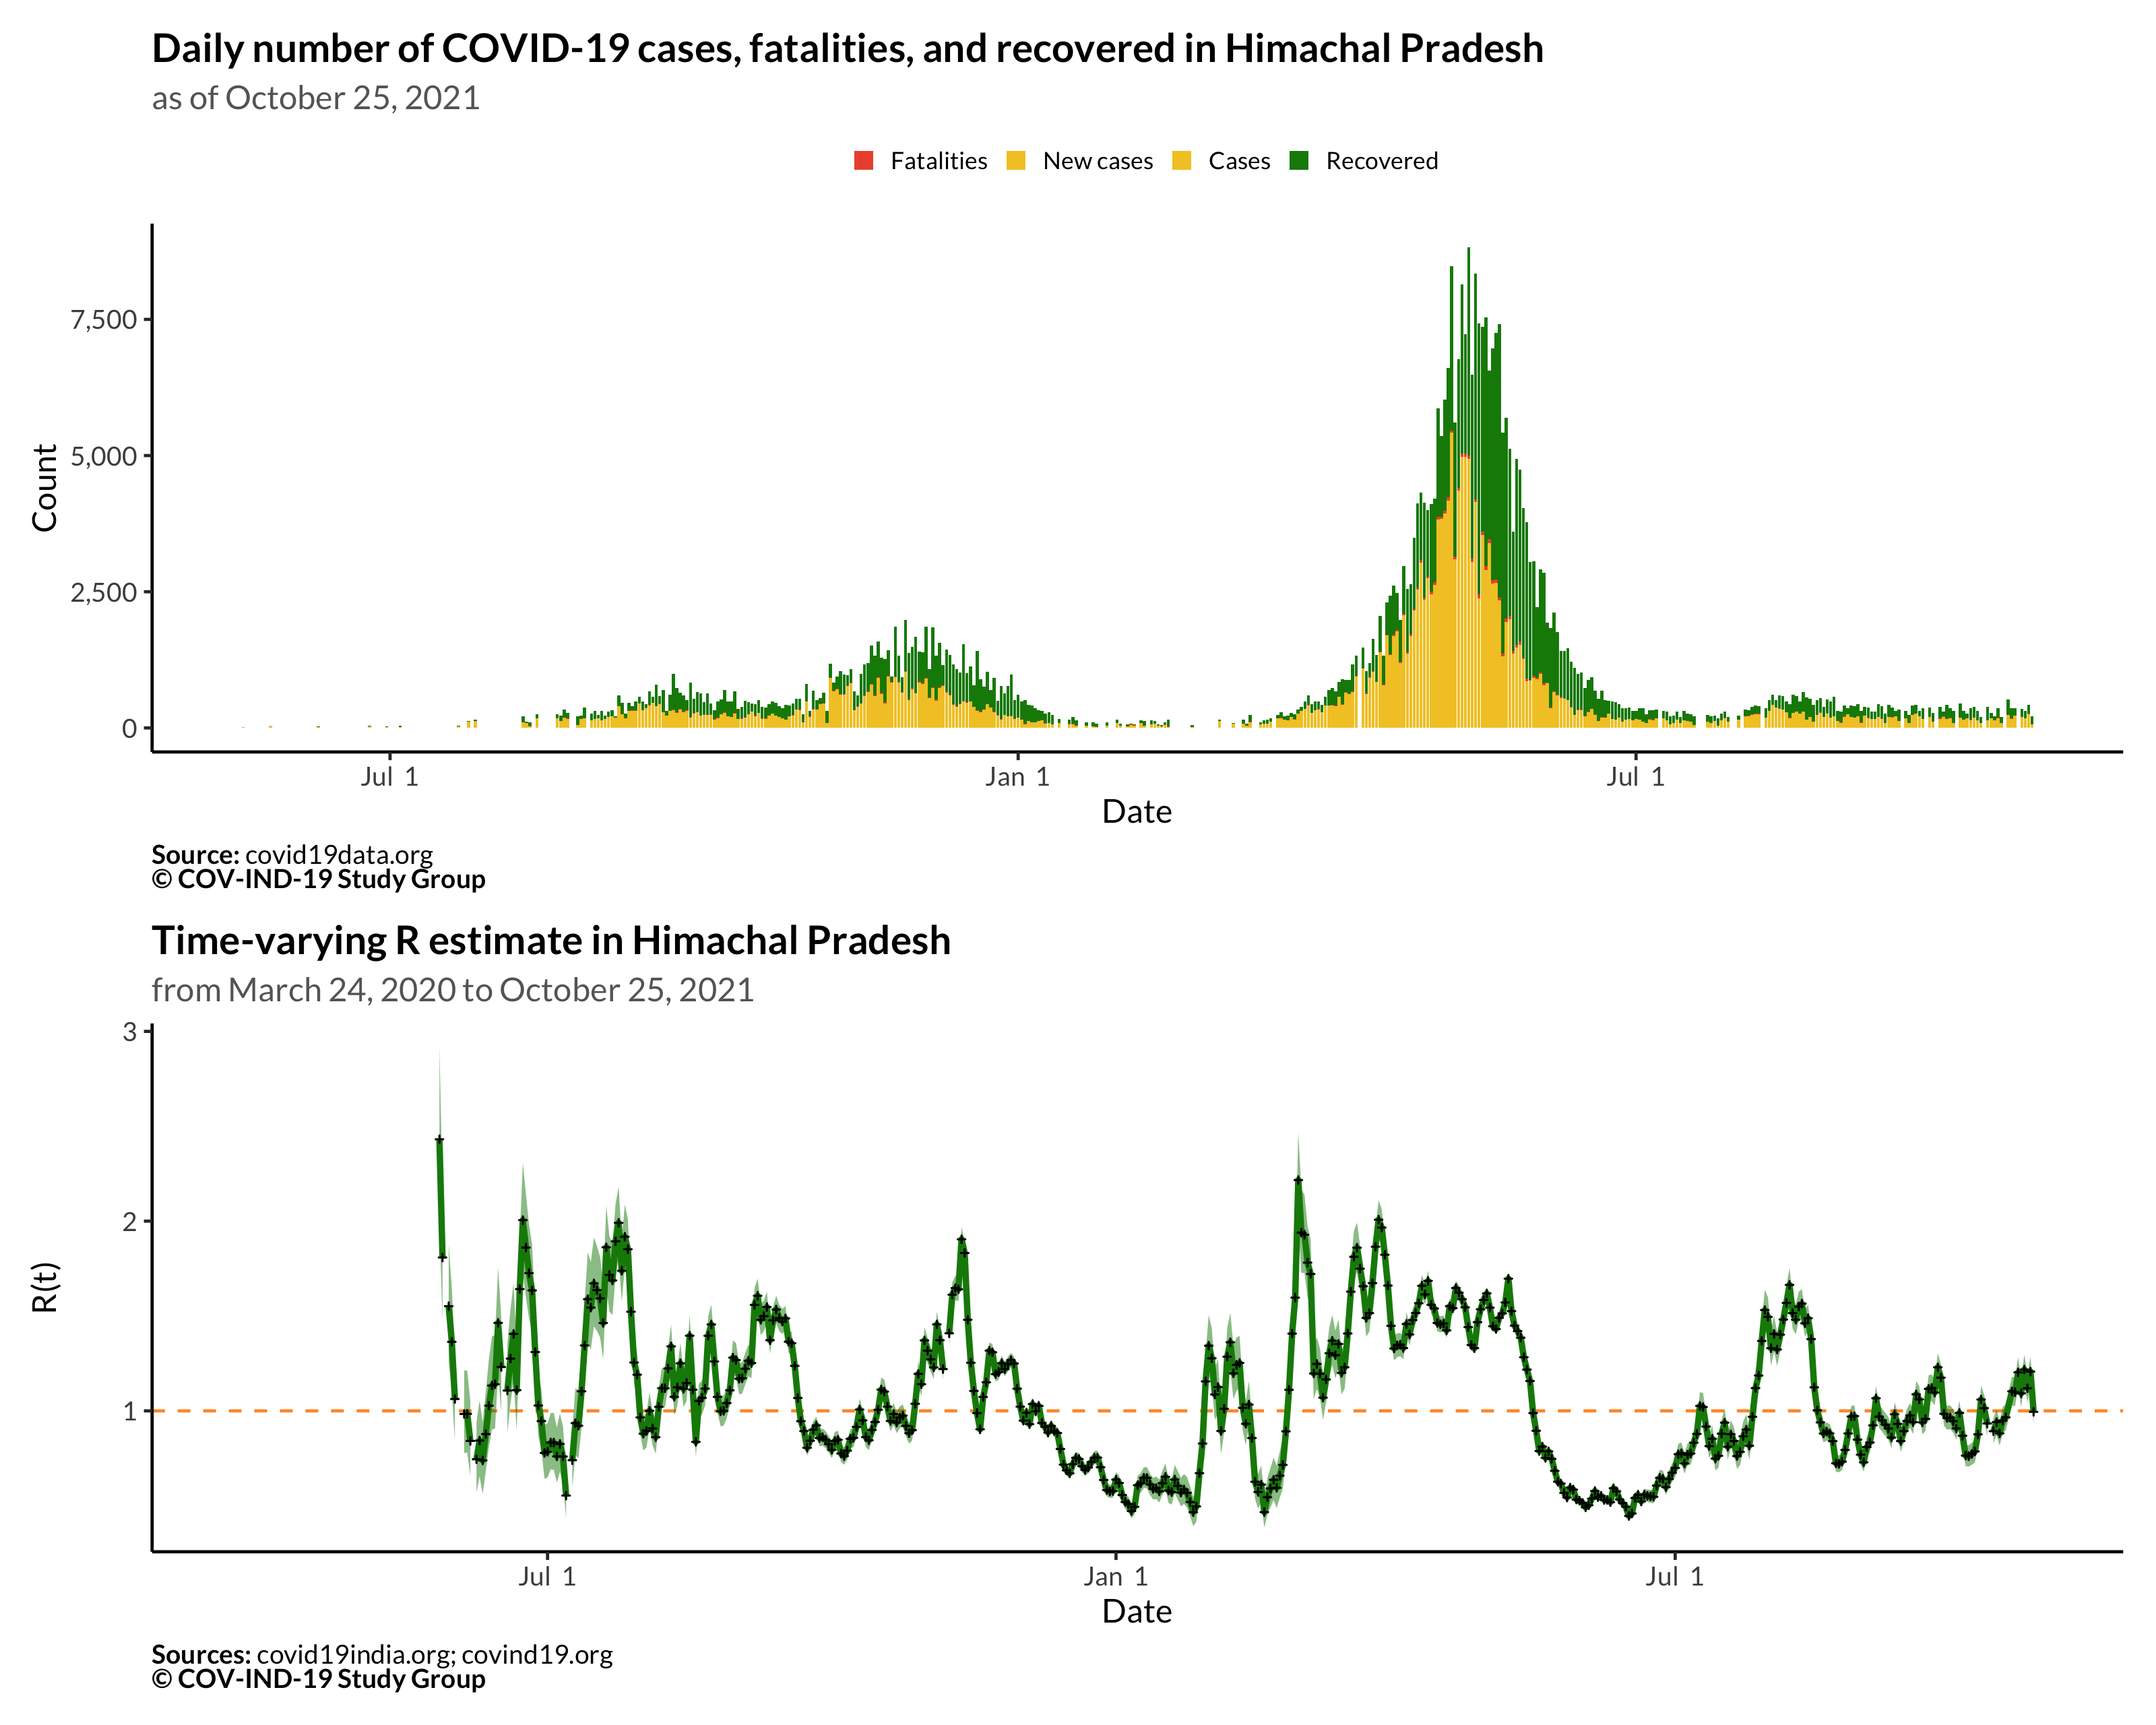 Daily number of COVID-19 cases, fatalities, and recovered in Himachal Pradesh
as of October 25, 2021
Fatalities New cases Cases Recovered
Count
7,500
5,000
2,500
0
Jul 1 Jan 1 Jul 1
Date
Source: covid19data.org
© COV-IND-19 Study Group
Time-varying R estimate in Himachal Pradesh
from March 24, 2020 to October 25, 2021
R(t)
3
2
1
Jul 1 Jan 1 Jul 1
Date
Sources: covid19india.org; covind19.org
© COV-IND-19 Study Group